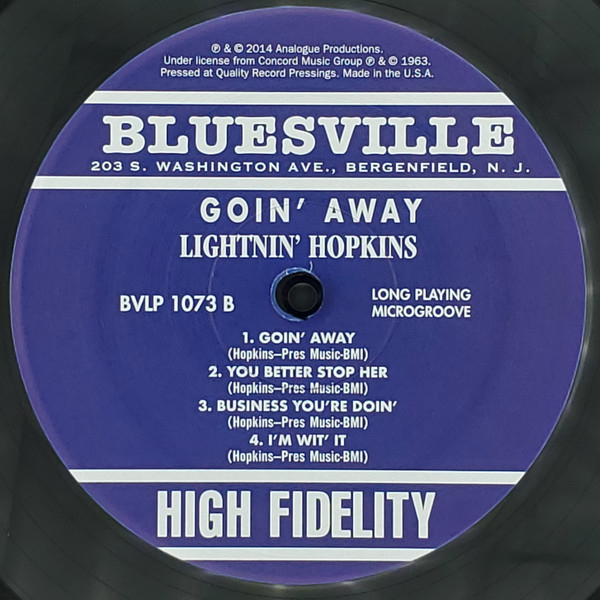 ℗ & © 2014 Analogue Productions.
Under license from Concord Music Group ℗ & © 1963.
Pressed at Quality Record Pressings. Made in the U.S.A.
BLUESVILLE
203 S. WASHINGTON AVE., BERGENFIELD, N. J.
GOIN' AWAY
LIGHTNIN' HOPKINS
BVLP 1073 B
LONG PLAYING
MICROGROOVE
1. GOIN' AWAY
(Hopkins–Pres Music-BMI)
2. YOU BETTER STOP HER
(Hopkins–Pres Music-BMI)
3. BUSINESS YOU'RE DOIN'
(Hopkins–Pres Music-BMI)
4. I'M WIT' IT
(Hopkins–Pres Music-BMI)
HIGH FIDELITY